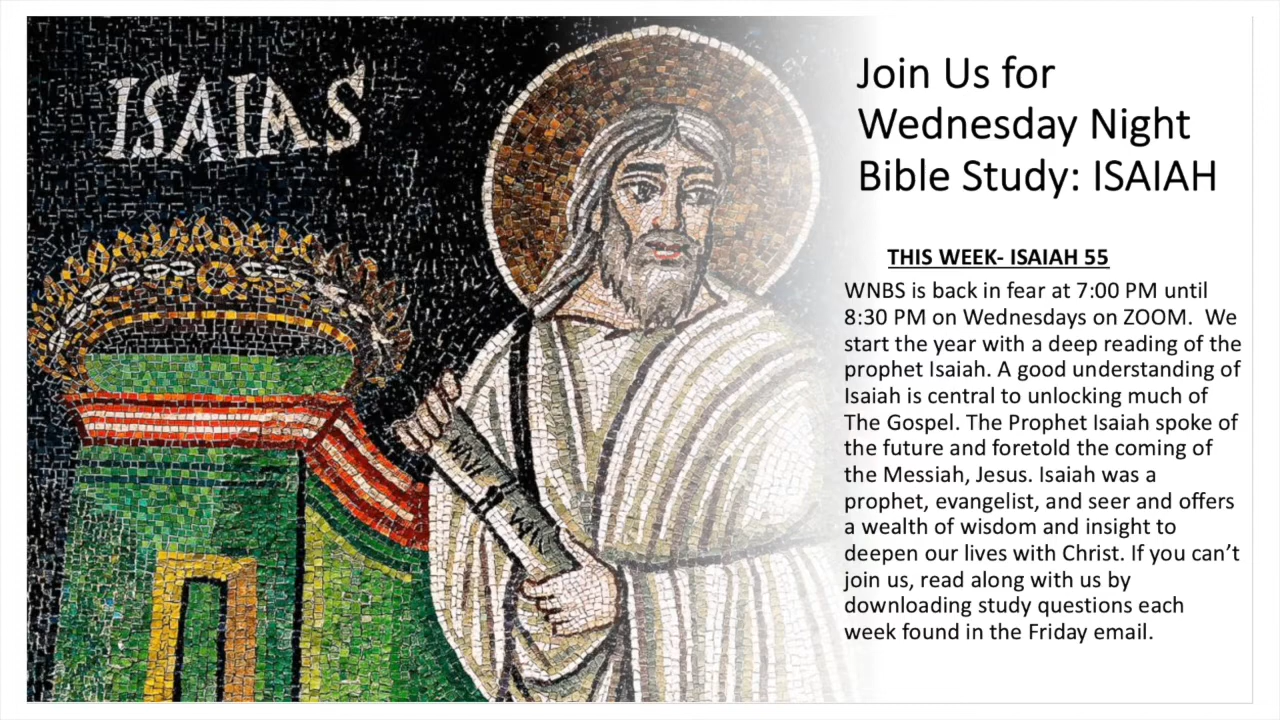 ISAIAS
Join Us for
Wednesday Night
Bible Study: ISAIAH
THIS WEEK- ISAIAH 55
WNBS is back in fear at 7:00 PM until
8:30 PM on Wednesdays on ZOOM.  We
start the year with a deep reading of the
prophet Isaiah. A good understanding of
Isaiah is central to unlocking much of
The Gospel. The Prophet Isaiah spoke of
the future and foretold the coming of
the Messiah, Jesus. Isaiah was a
prophet, evangelist, and seer and offers
a wealth of wisdom and insight to
deepen our lives with Christ. If you can’t
join us, read along with us by
downloading study questions each
week found in the Friday email.